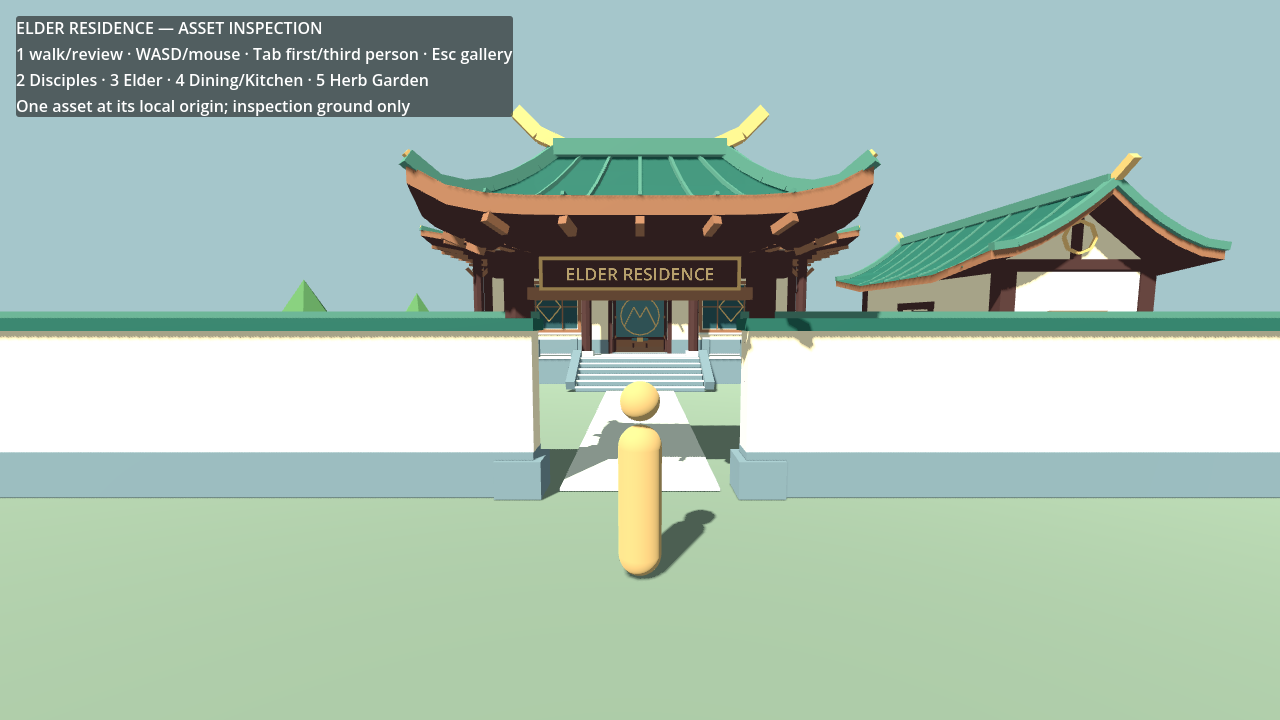 ELDER RESIDENCE — ASSET INSPECTION
1 walk/review · WASD/mouse · Tab first/third person · Esc gallery
2 Disciples · 3 Elder · 4 Dining/Kitchen · 5 Herb Garden
One asset at its local origin; inspection ground only
ELDER RESIDENCE